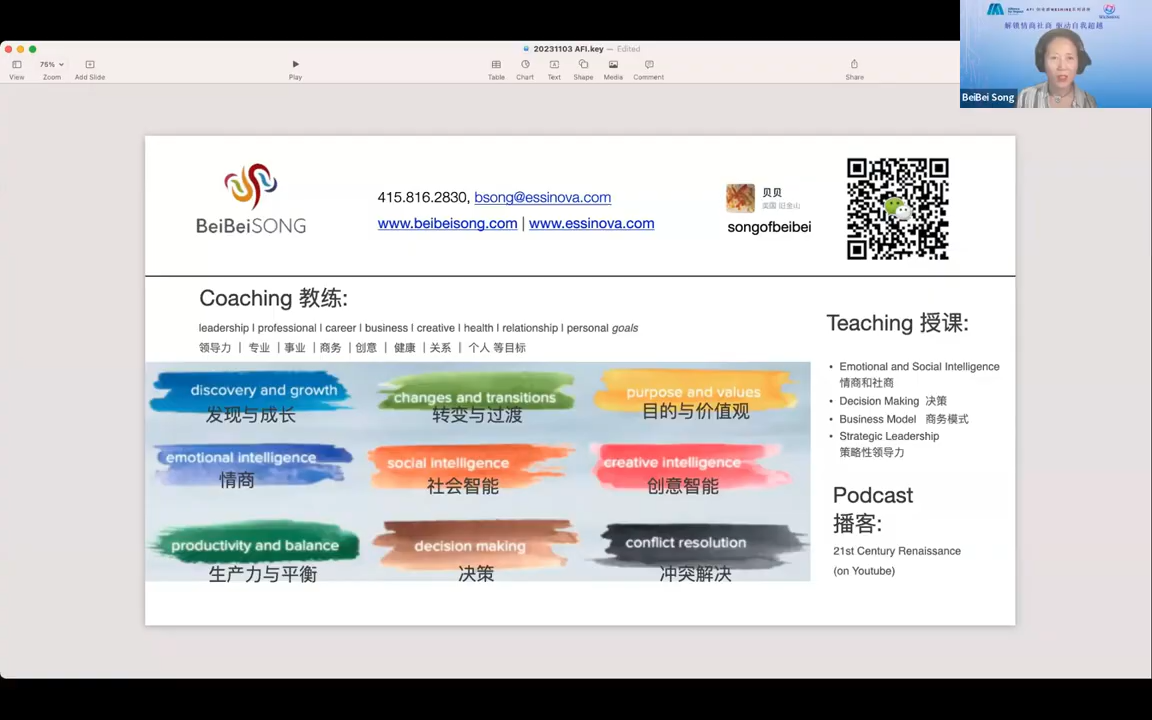 20231103 AFI.key — Edited
75%
View
Zoom
Add Slide
Play
Table
Chart
Text
Shape
Media
Comment
Share
解锁情商社商 驱动自我超越
BeiBei Song
BeiBeiSONG
415.816.2830, bsong@essinova.com
www.beibeisong.com | www.essinova.com
贝贝
美国 旧金山
songofbeibei
Coaching 教练:
leadership I professional I career I business I creative I health I relationship I personal goals
领导力 | 专业 | 事业 | 商务 | 创意 | 健康 | 关系 | 个人 等目标
discovery and growth
发现与成长
changes and transitions
转变与过渡
purpose and values
目的与价值观
emotional intelligence
情商
social intelligence
社会智能
creative intelligence
创意智能
productivity and balance
生产力与平衡
decision making
决策
conflict resolution
冲突解决
Teaching 授课:
• Emotional and Social Intelligence
情商和社商
• Decision Making 决策
• Business Model 商务模式
• Strategic Leadership
策略性领导力
Podcast
播客:
21st Century Renaissance
(on Youtube)